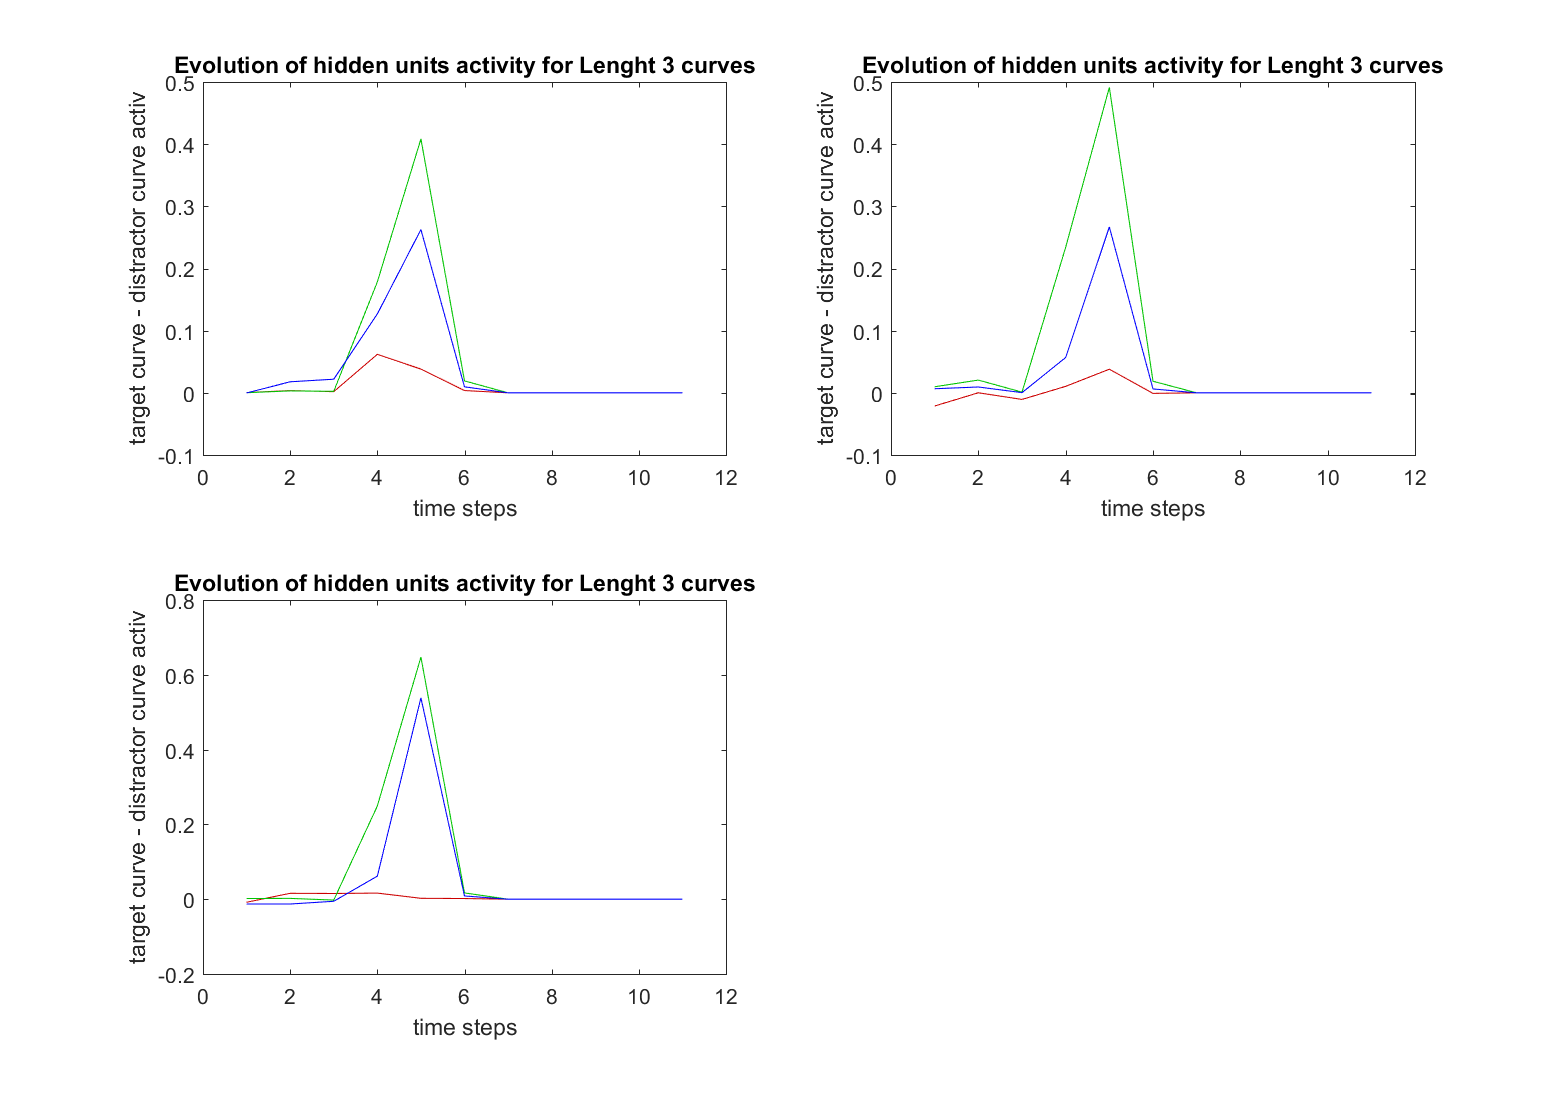 Evolution of hidden units activity for Lenght 3 curves
target curve - distractor curve activ
0.5
0.4
0.3
0.2
0.1
0
-0.1
0 2 4 6 8 10 12
time steps
Evolution of hidden units activity for Lenght 3 curves
target curve - distractor curve activ
0.5
0.4
0.3
0.2
0.1
0
-0.1
0 2 4 6 8 10 12
time steps
Evolution of hidden units activity for Lenght 3 curves
target curve - distractor curve activ
0.8
0.6
0.4
0.2
0
-0.2
0 2 4 6 8 10 12
time steps